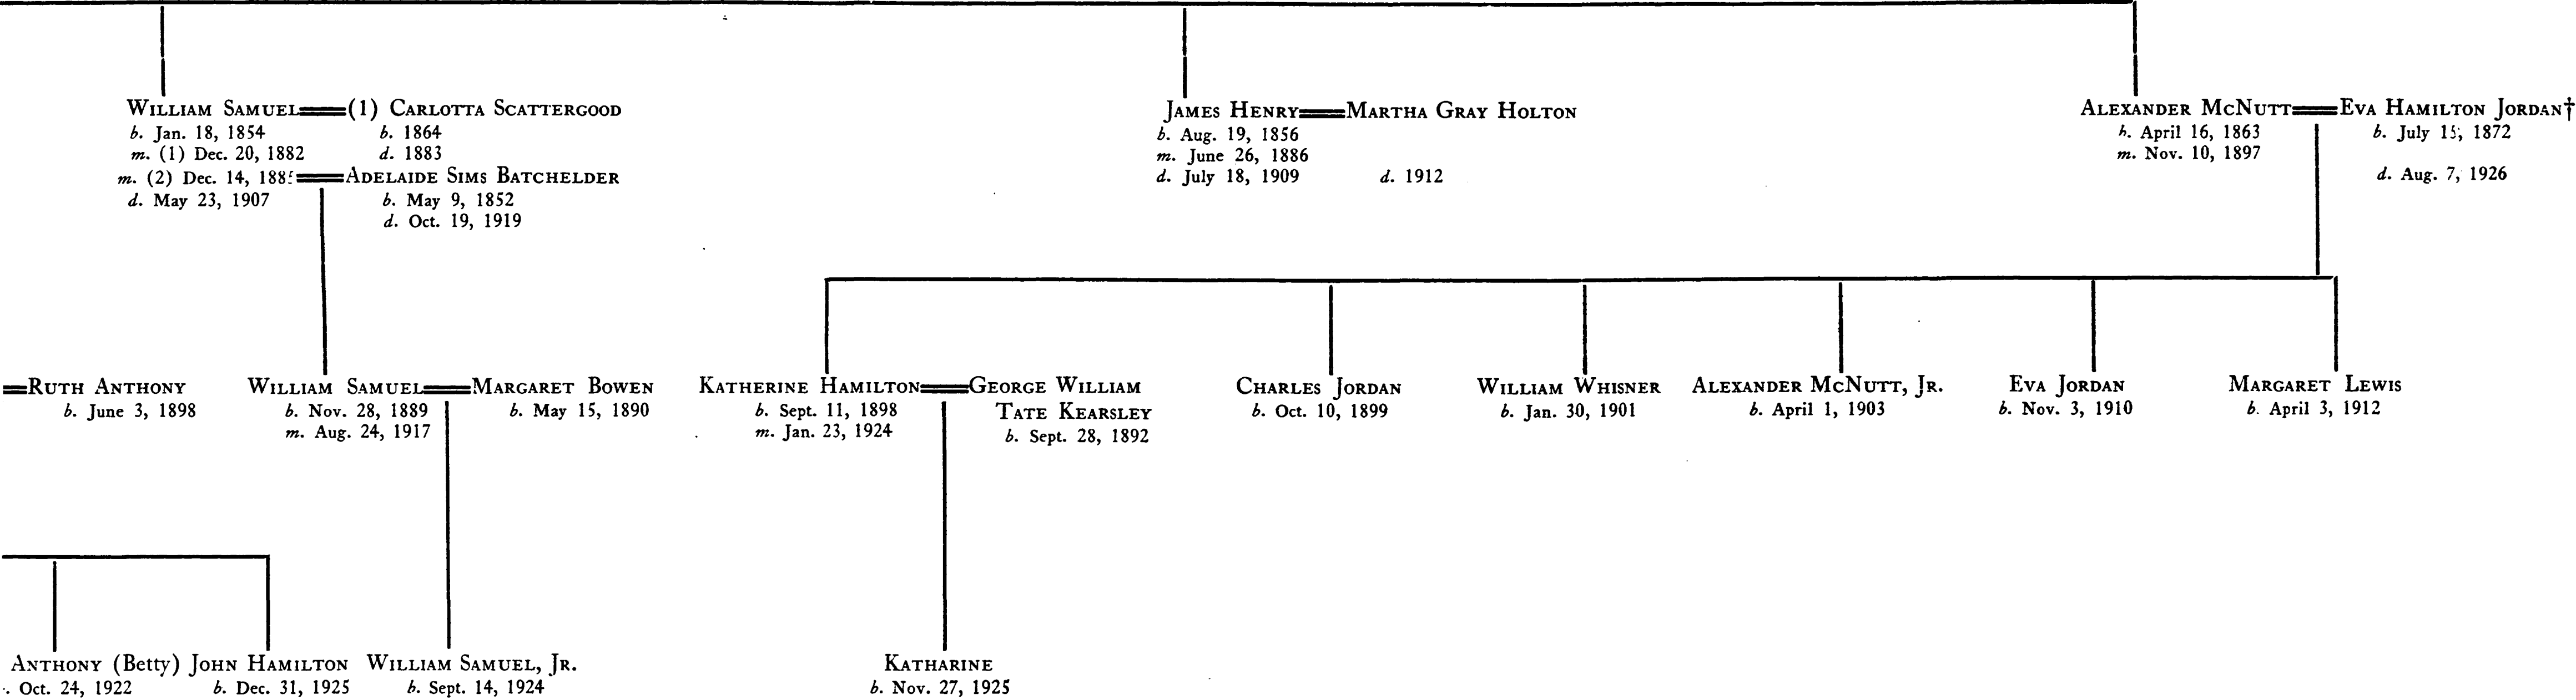 WILLIAM SAMUEL (1) CARLOTTA SCATTERGOOD
b. Jan. 18, 1854 b. 1864
m. (1) Dec. 20, 1882 d. 1883
m. (2) Dec. 14, ADELAIDE SIMS BATCHELDER
d. May 23, 1907 b. May 9, 1852
d. Oct. 19, 1919
JAMES HENRY MARTHA GRAY HOLTON
b. Aug. 19, 1856
m. June 26, 1886
d. July 18, 1909 d. 1912
ALEXANDER MCNUTT EVA HAMILTON JORDAN†
b. April 16, 1863 b. July 15, 1872
m. Nov. 10, 1897
d. Aug. 7, 1926
RUTH ANTHONY
b. June 3, 1898
WILLIAM SAMUEL MARGARET BOWEN
b. Nov. 28, 1889 b. May 15, 1890
m. Aug. 24, 1917
KATHERINE HAMILTON GEORGE WILLIAM
TATE KEARSLEY
b. Sept. 11, 1898
m. Jan. 23, 1924 b. Sept. 28, 1892
CHARLES JORDAN
b. Oct. 10, 1899
WILLIAM WHISNER
b. Jan. 30, 1901
ALEXANDER MCNUTT, JR.
b. April 1, 1903
EVA JORDAN
b. Nov. 3, 1910
MARGARET LEWIS
b. April 3, 1912
ANTHONY (Betty)
Oct. 24, 1922
JOHN HAMILTON
b. Dec. 31, 1925
WILLIAM SAMUEL, JR.
b. Sept. 14, 1924
KATHARINE
b. Nov. 27, 1925